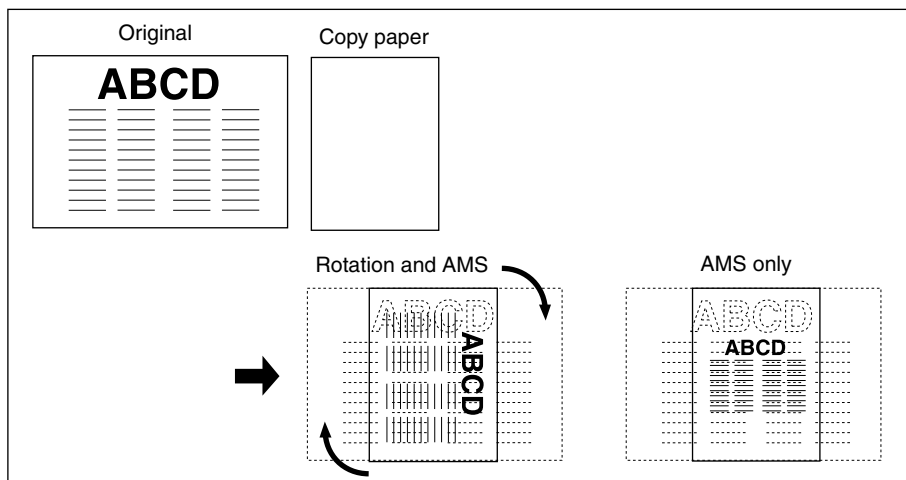 Original
Copy paper
ABCD
Rotation and AMS
AMS only
ABCD
ABCD
ABCD
ABCD